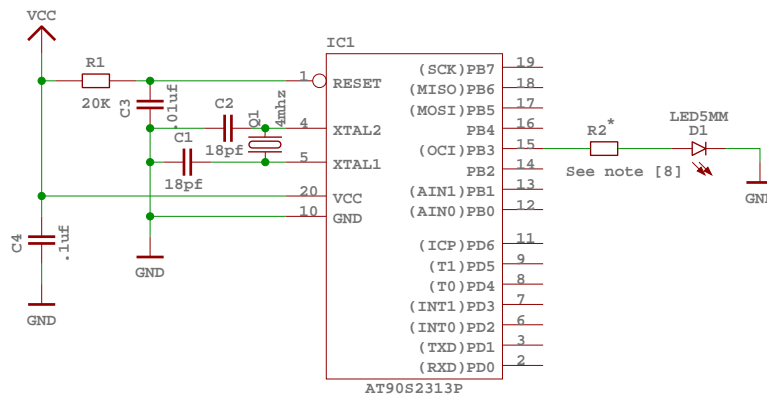 VCC
IC1
R1
20K
C3
.01uf
C2
18pf
C1
18pf
Q1
4mhz
1
RESET
4
XTAL2
5
XTAL1
20
VCC
10
GND
C4
.1uf
GND
GND
(SCK)PB7
19
(MISO)PB6
18
(MOSI)PB5
17
PB4
16
(OCI)PB3
15
PB2
14
(AIN1)PB1
13
(AIN0)PB0
12
(ICP)PD6
11
(T1)PD5
9
(T0)PD4
8
(INT1)PD3
7
(INT0)PD2
6
(TXD)PD1
3
(RXD)PD0
2
AT90S2313P
R2*
See note [8]
LED5MM
D1
GND